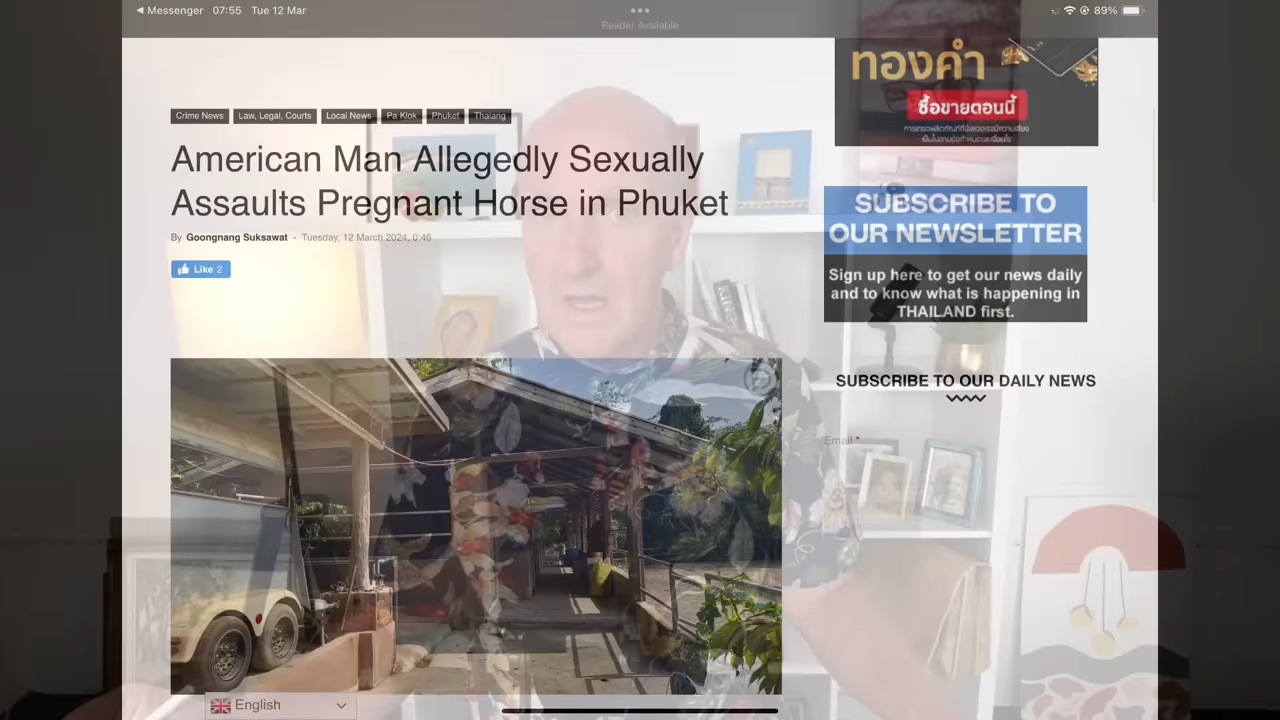 Messenger 07:55 Tue 12 Mar
89%
Reader Available
ทองคำ
ซื้อขายตอนนี้
Crime News Law, Legal, Courts Local News Pa Klok Phuket Thalang
American Man Allegedly Sexually
Assaults Pregnant Horse in Phuket
By Goongnang Suksawat - Tuesday, 12 March 2024, 0:46
Like 2
SUBSCRIBE TO
OUR NEWSLETTER
Sign up here to get our news daily
and to know what is happening in
THAILAND first.
SUBSCRIBE TO OUR DAILY NEWS
Email *
KING
English